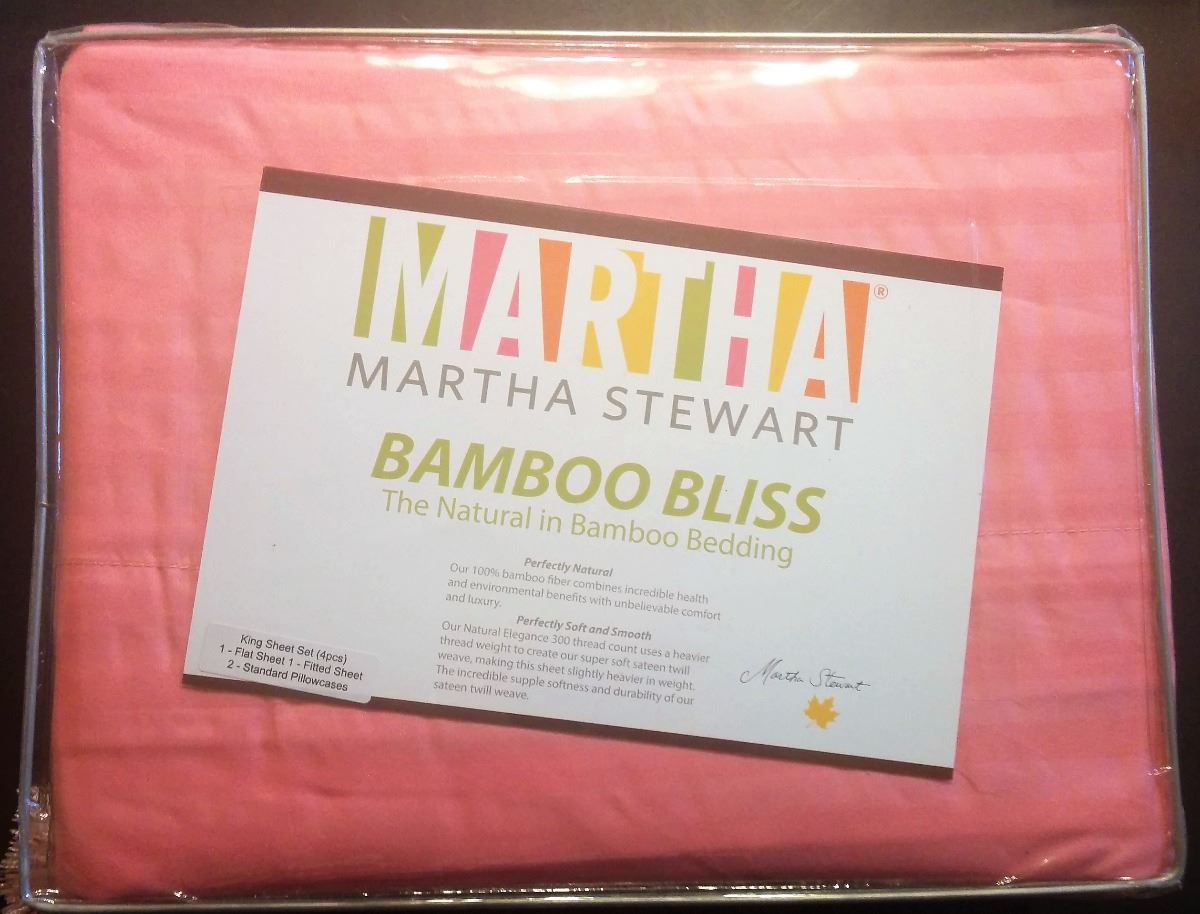 MARTHA®
MARTHA STEWART
BAMBOO BLISS
The Natural in Bamboo Bedding
Perfectly Natural
Our 100% bamboo fiber combines incredible health
and environmental benefits with unbelievable comfort
and luxury.
Perfectly Soft and Smooth
Our Natural Elegance 300 thread count uses a heavier
thread weight to create our super soft sateen twill
weave, making this sheet slightly heavier in weight.
The incredible supple softness and durability of our
sateen twill weave.
Martha Stewart
King Sheet Set (4pcs)
1 - Flat Sheet 1 - Fitted Sheet
2 - Standard Pillowcases